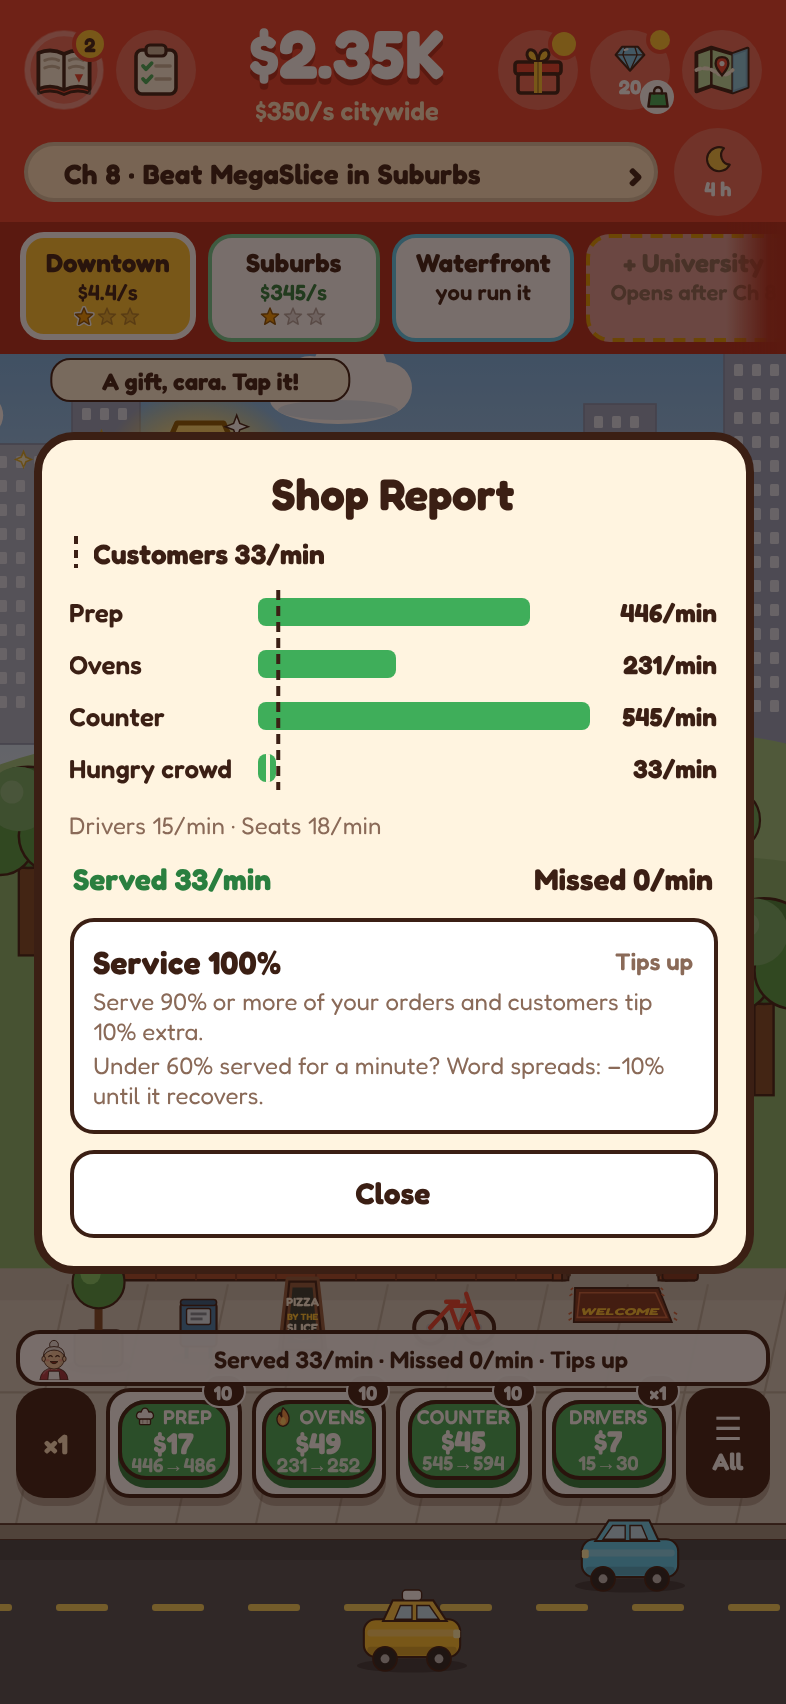 2
$2.35K
$350/s citywide
20
Ch 8 · Beat MegaSlice in Suburbs
4 h
Downtown
$4.4/s
Suburbs
$345/s
Waterfront
you run it
+ University
Opens after Ch
A gift, cara. Tap it!
Shop Report
Customers 33/min
Prep
446/min
Ovens
231/min
Counter
545/min
Hungry crowd
33/min
Drivers 15/min · Seats 18/min
Served 33/min
Missed 0/min
Service 100%
Tips up
Serve 90% or more of your orders and customers tip
10% extra.
Under 60% served for a minute? Word spreads: −10%
until it recovers.
Close
PIZZA
BY THE
SLICE
WELCOME
Served 33/min · Missed 0/min · Tips up
x1
10
PREP
$17
446→486
10
OVENS
$49
231→252
10
COUNTER
$45
545→594
x1
DRIVERS
$7
15→30
All